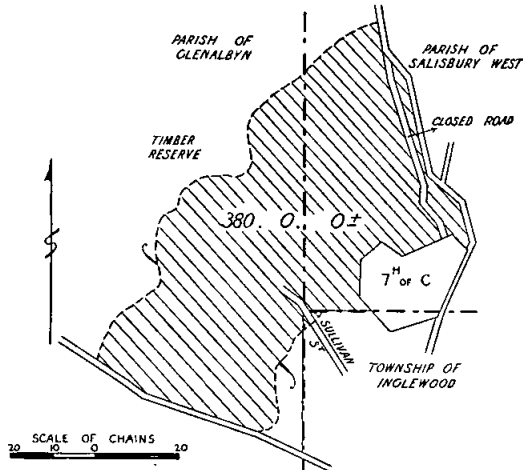 PARISH OF
GLENALBYN
PARISH OF
SALISBURY WEST
CLOSED ROAD
TIMBER
RESERVE
380. 0. 0±
7H OF C
SULLIVAN
ST
TOWNSHIP OF
INGLEWOOD
SCALE OF CHAINS
20 10 0 20